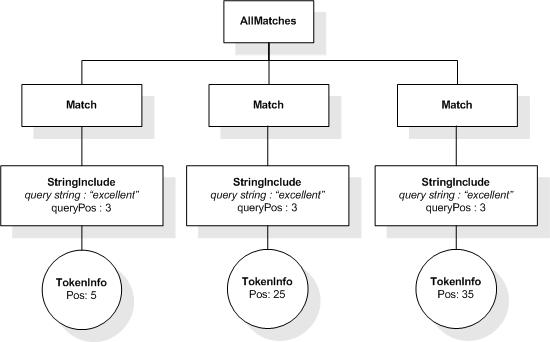 AllMatches
Match
Match
Match
StringInclude
query string : “excellent”
queryPos : 3
StringInclude
query string : “excellent”
queryPos : 3
StringInclude
query string : “excellent”
queryPos : 3
TokenInfo
Pos: 5
TokenInfo
Pos: 25
TokenInfo
Pos: 35